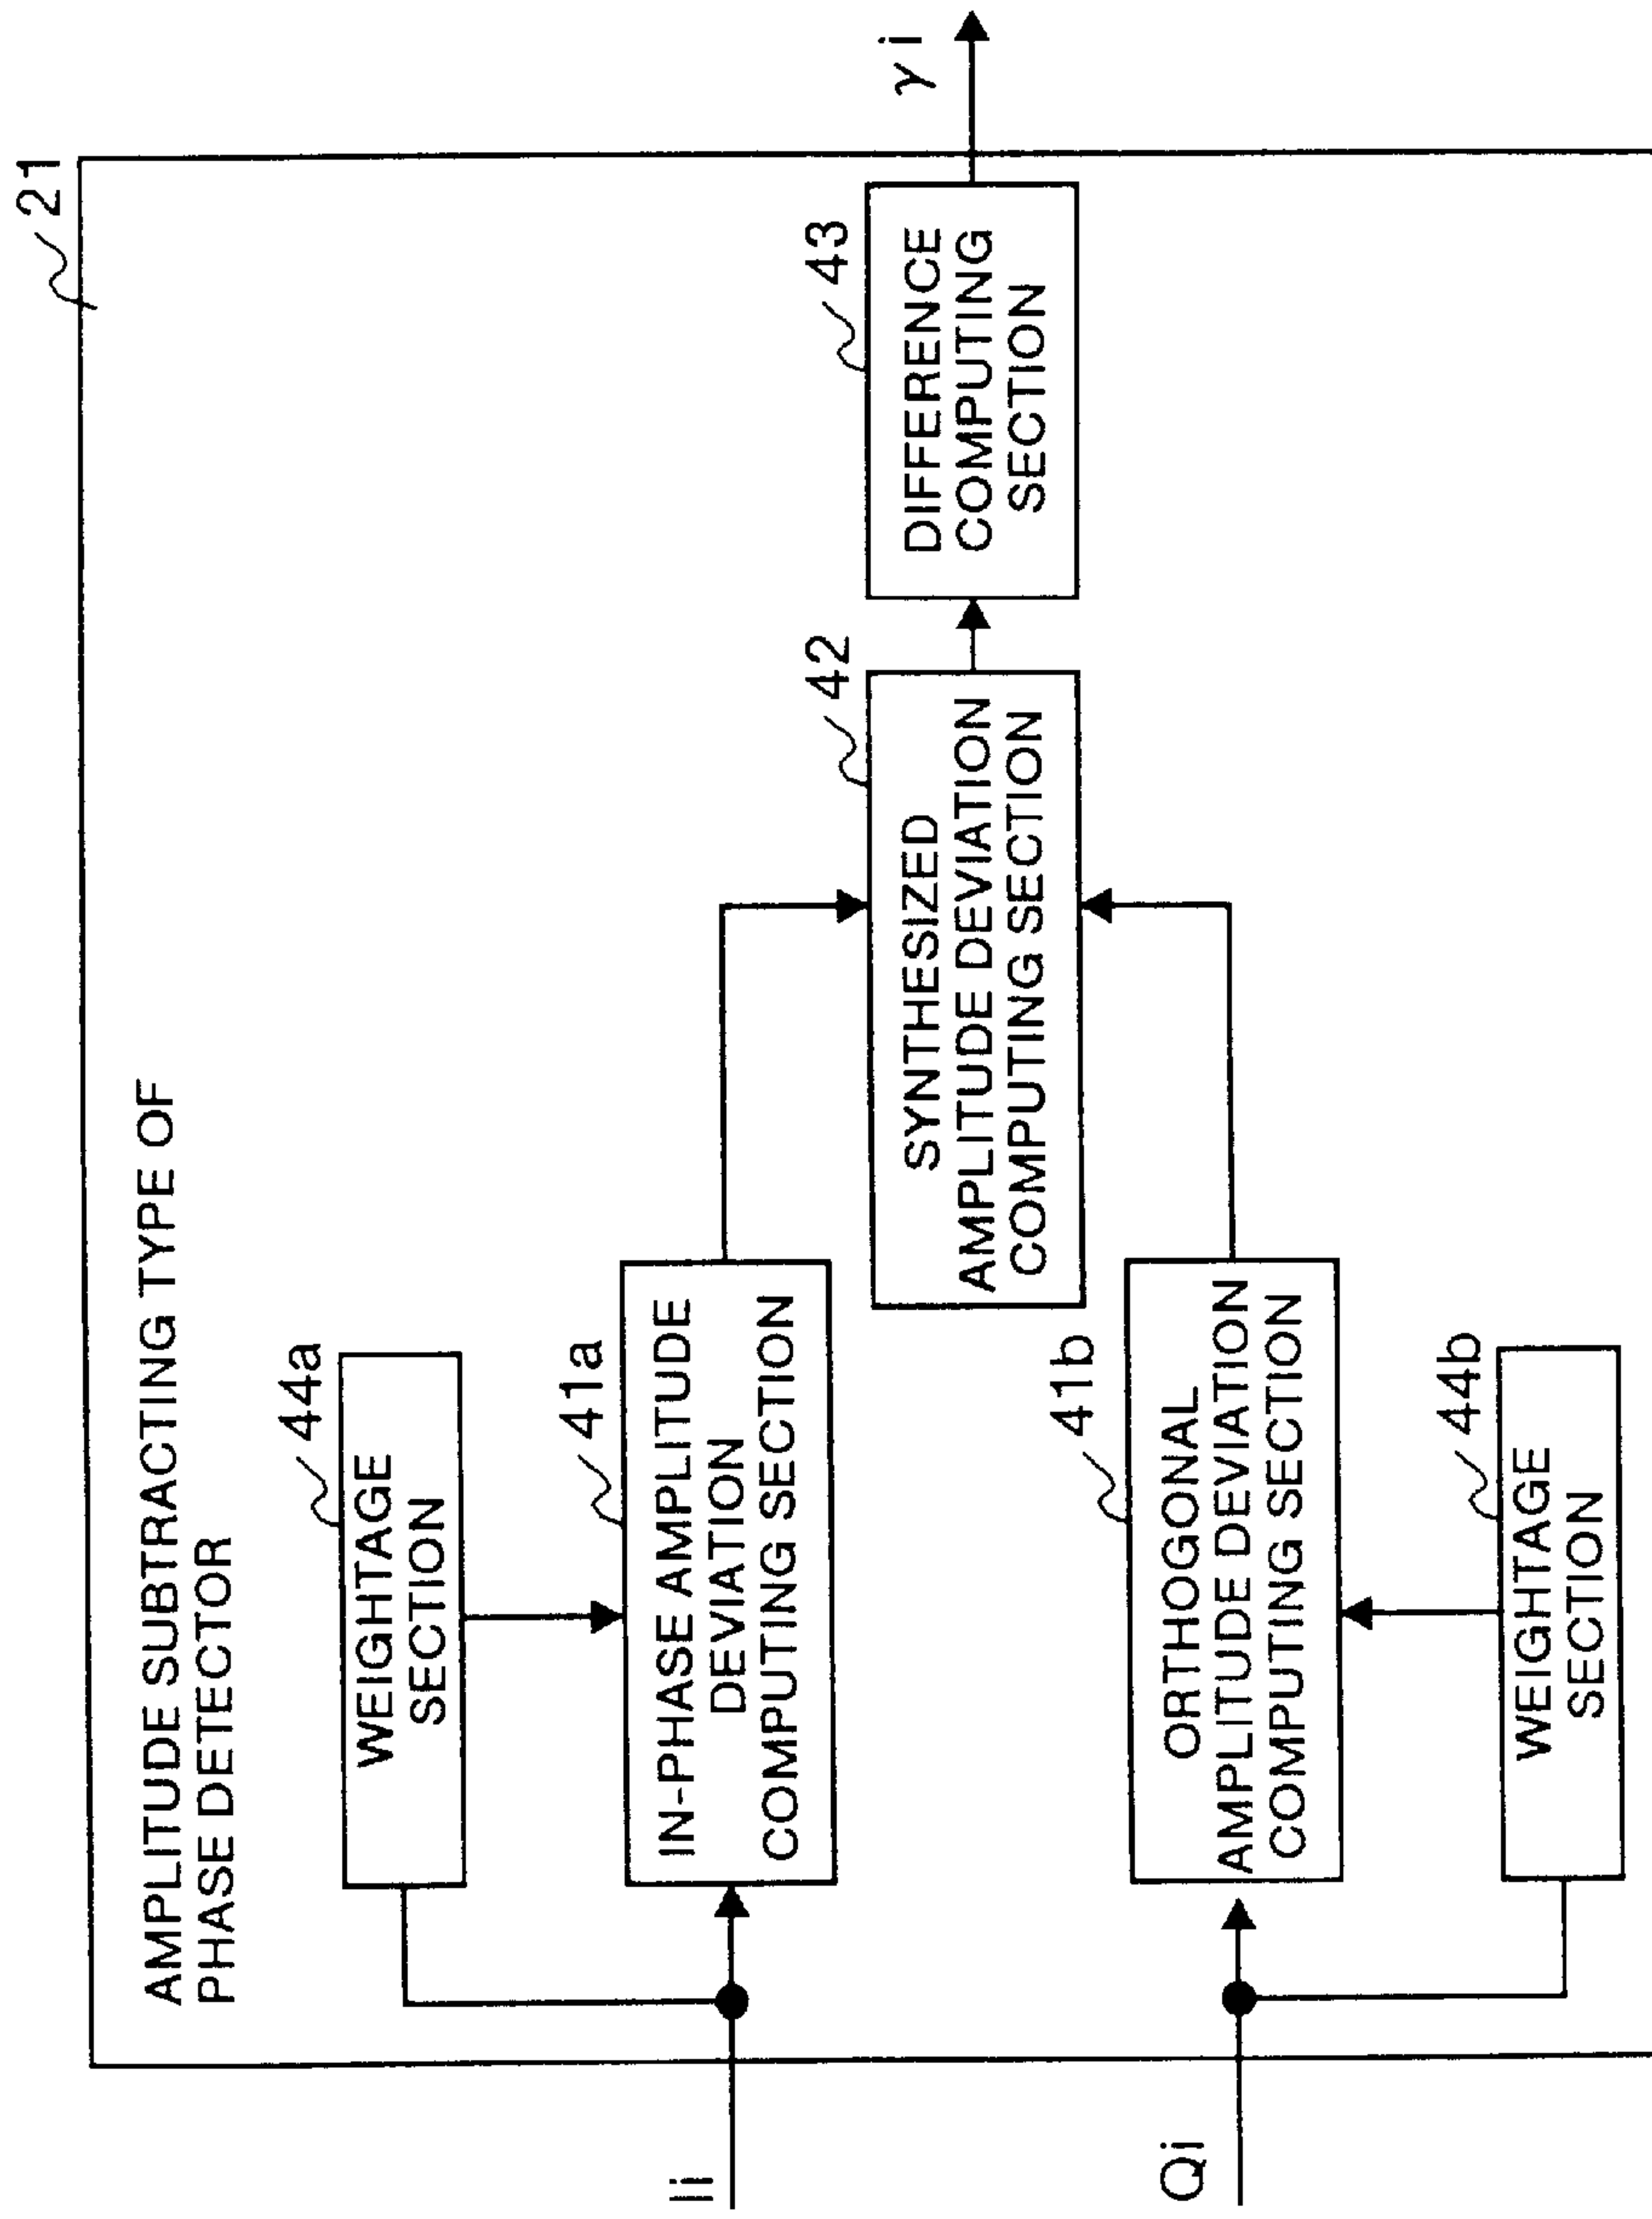 21
AMPLITUDE SUBTRACTING TYPE OF
PHASE DETECTOR
44a
WEIGHTAGE
SECTION
Ii
41a
IN-PHASE AMPLITUDE
DEVIATION
COMPUTING SECTION
42
SYNTHESIZED
AMPLITUDE DEVIATION
COMPUTING SECTION
43
DIFFERENCE
COMPUTING
SECTION
γi
Qi
41b
ORTHOGONAL
AMPLITUDE DEVIATION
COMPUTING SECTION
44b
WEIGHTAGE
SECTION